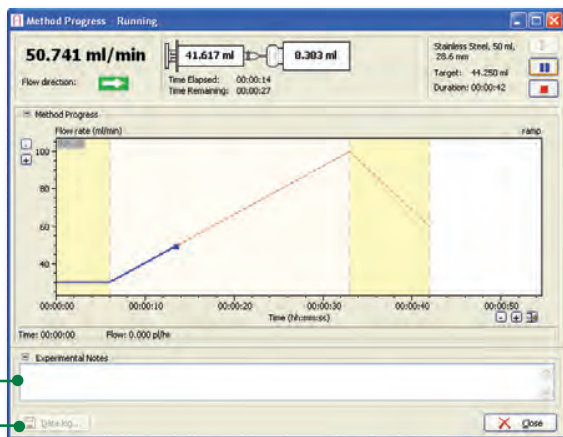 Method Progress - Running
50.741 ml/min
Flow direction:
41.617 ml
0.303 ml
Time Elapsed: 00:00:14
Time Remaining: 00:00:27
Stainless Steel, 50 ml,
28.6 mm
Target: 44.250 ml
Duration: 00:00:42
Method Progress
Flow rate (ml/min)
ramp
100
80
60
40
00:00:00 00:00:10 00:00:20 00:00:30 00:00:40 00:00:50
Time (hh:mm:ss)
Time: 00:00:00 Flow: 0.000 pl/hr
Experimental Notes
Data log...
Close